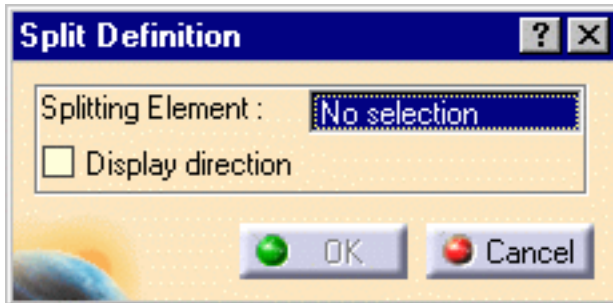 Split Definition ? X
Splitting Element : No selection
Display direction
OK Cancel